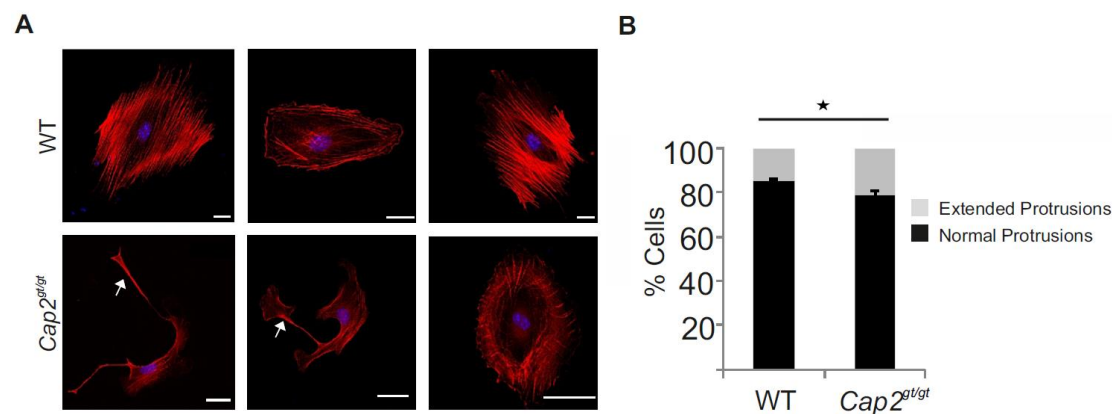 A
WT
Cap2gt/gt
B
★
100
80
60
40
20
% Cells
WT
Cap2gt/gt
Extended Protrusions
Normal Protrusions